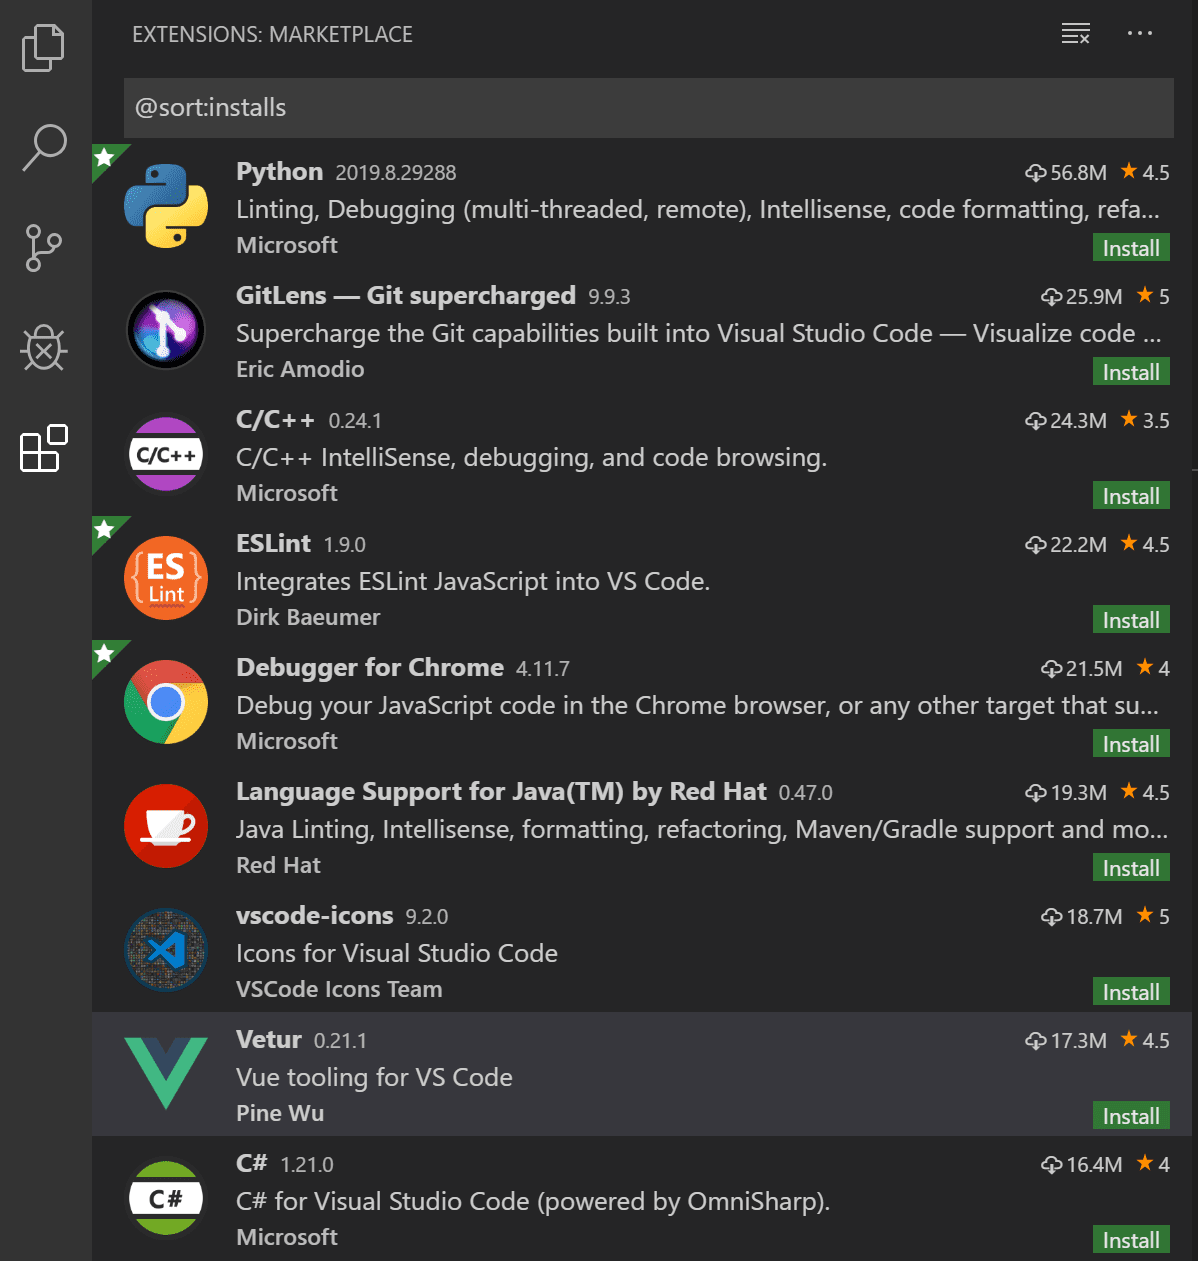 EXTENSIONS: MARKETPLACE
@sort:installs
Python 2019.8.29288 56.8M 4.5
Linting, Debugging (multi-threaded, remote), Intellisense, code formatting, refa...
Microsoft Install
GitLens — Git supercharged 9.9.3 25.9M 5
Supercharge the Git capabilities built into Visual Studio Code — Visualize code ...
Eric Amodio Install
C/C++ C/C++ 0.24.1 24.3M 3.5
C/C++ IntelliSense, debugging, and code browsing.
Microsoft Install
ES Lint ESLint 1.9.0 22.2M 4.5
Integrates ESLint JavaScript into VS Code.
Dirk Baeumer Install
Debugger for Chrome 4.11.7 21.5M 4
Debug your JavaScript code in the Chrome browser, or any other target that su...
Microsoft Install
Language Support for Java(TM) by Red Hat 0.47.0 19.3M 4.5
Java Linting, Intellisense, formatting, refactoring, Maven/Gradle support and mo...
Red Hat Install
vscode-icons 9.2.0 18.7M 5
Icons for Visual Studio Code
VSCode Icons Team Install
Vetur 0.21.1 17.3M 4.5
Vue tooling for VS Code
Pine Wu Install
C# C# 1.21.0 16.4M 4
C# for Visual Studio Code (powered by OmniSharp).
Microsoft Install